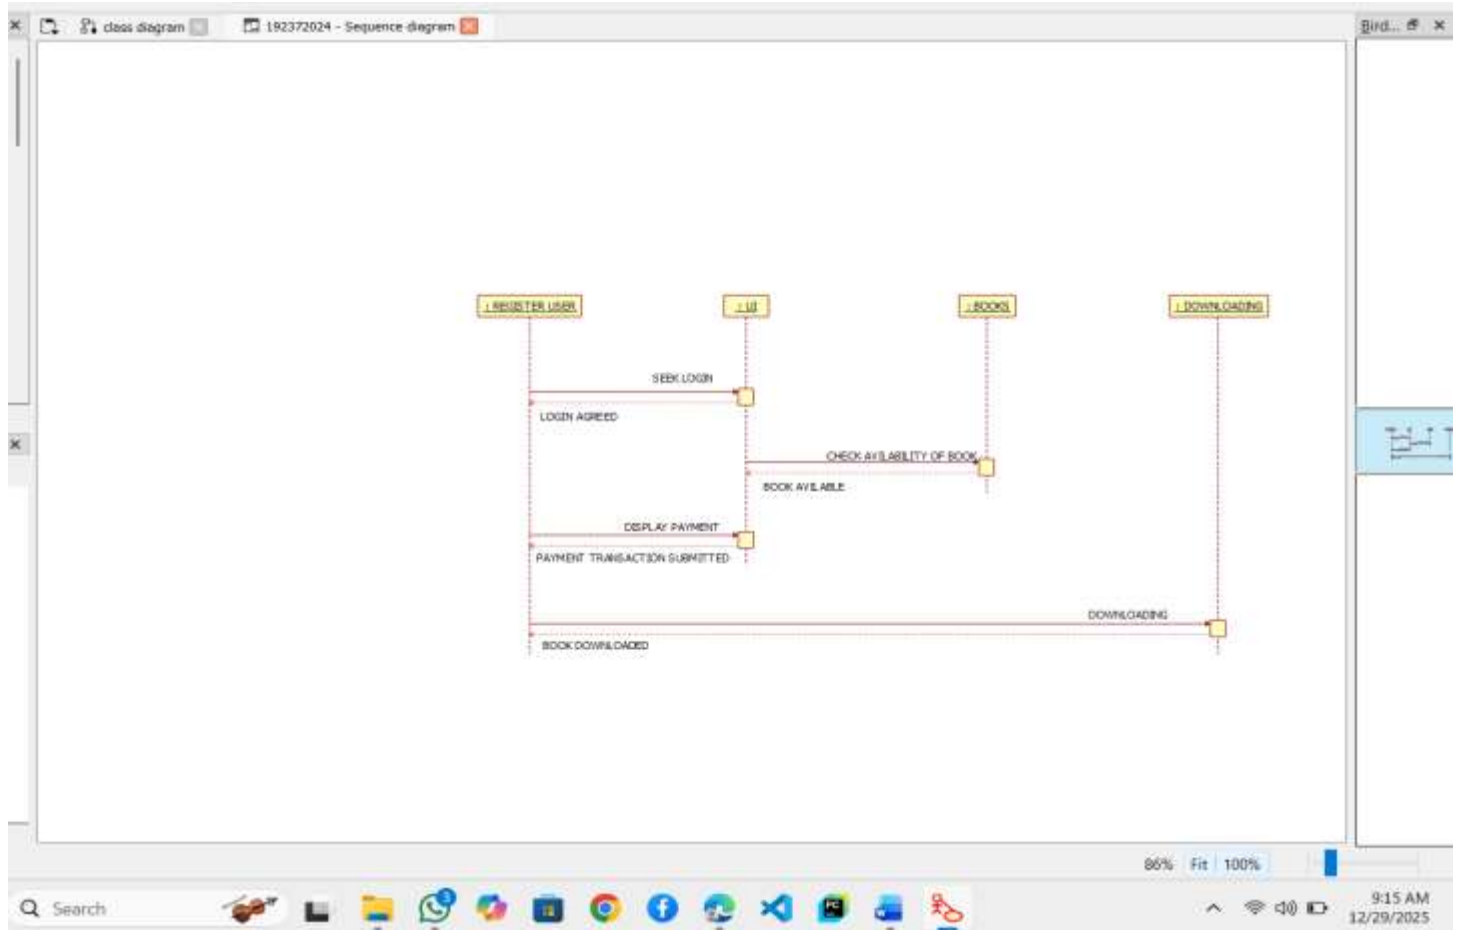 class diagram
192372024 - Sequence diagram
Bird...
: REGISTER USER
: UI
: BOOKS
: DOWNLOADING
SEEK LOGIN
LOGIN AGREED
CHECK AVILABILITY OF BOOK
BOOK AVILABLE
DISPLAY PAYMENT
PAYMENT TRANSACTION SUBMITTED
DOWNLOADING
BOOK DOWNLOADED
86% Fit 100%
Search
3
PC
9:15 AM
12/29/2025